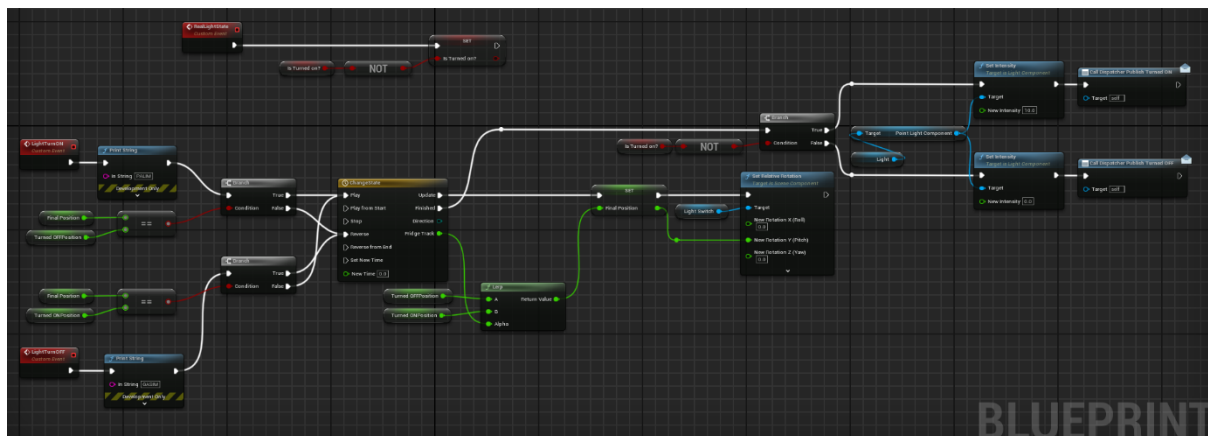 Custom Event
SET
Is Turned on?
NOT
Is Turned on?
LightTurnON
Custom Event
Print String
In String
Development Only
Final Position
Turned OFFPosition
==
Branch
Condition
True
False
ChangeState
Play
Play from Start
Stop
Reverse
Reverse from End
Set New Time
New Time 0.0
Update
Finished
Direction
Final Position
Turned ONPosition
==
Branch
Condition
True
False
LightTurnOFF
Custom Event
Print String
In String
Development Only
Lerp
Turned OFFPosition
Turned ONPosition
A
B
Alpha
Return Value
SET
Final Position
Light Switch
Set Relative Rotation
Target is Scene Component
Target
New Rotation X (Roll)
0.0
New Rotation Y (Pitch)
New Rotation Z (Yaw)
0.0
Is Turned on?
NOT
Branch
Condition
True
False
Target
Point Light Component
Light
Set Intensity
Target is Light Component
Target
New Intensity 10.0
Call Dispatcher Publish Turned ON
Target self
Set Intensity
Target is Light Component
Target
New Intensity 0.0
Call Dispatcher Publish Turned OFF
Target self
BLUEPRINT